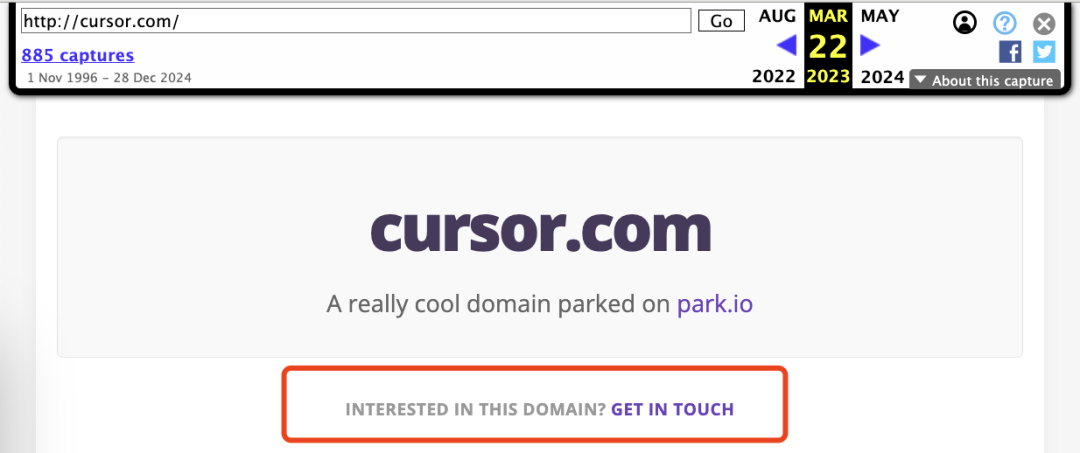 http://cursor.com/
Go
AUG MAR MAY
885 captures
22
1 Nov 1996 – 28 Dec 2024
2022 2023 2024
About this capture
cursor.com
A really cool domain parked on park.io
INTERESTED IN THIS DOMAIN? GET IN TOUCH